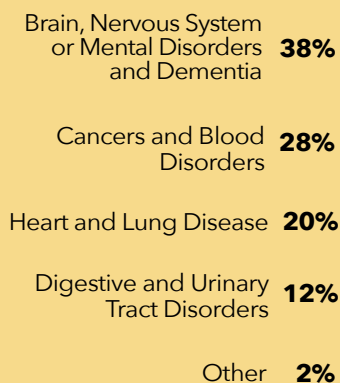 Brain, Nervous System
or Mental Disorders 38%
and Dementia
Cancers and Blood 28%
Disorders
Heart and Lung Disease 20%
Digestive and Urinary 12%
Tract Disorders
Other 2%